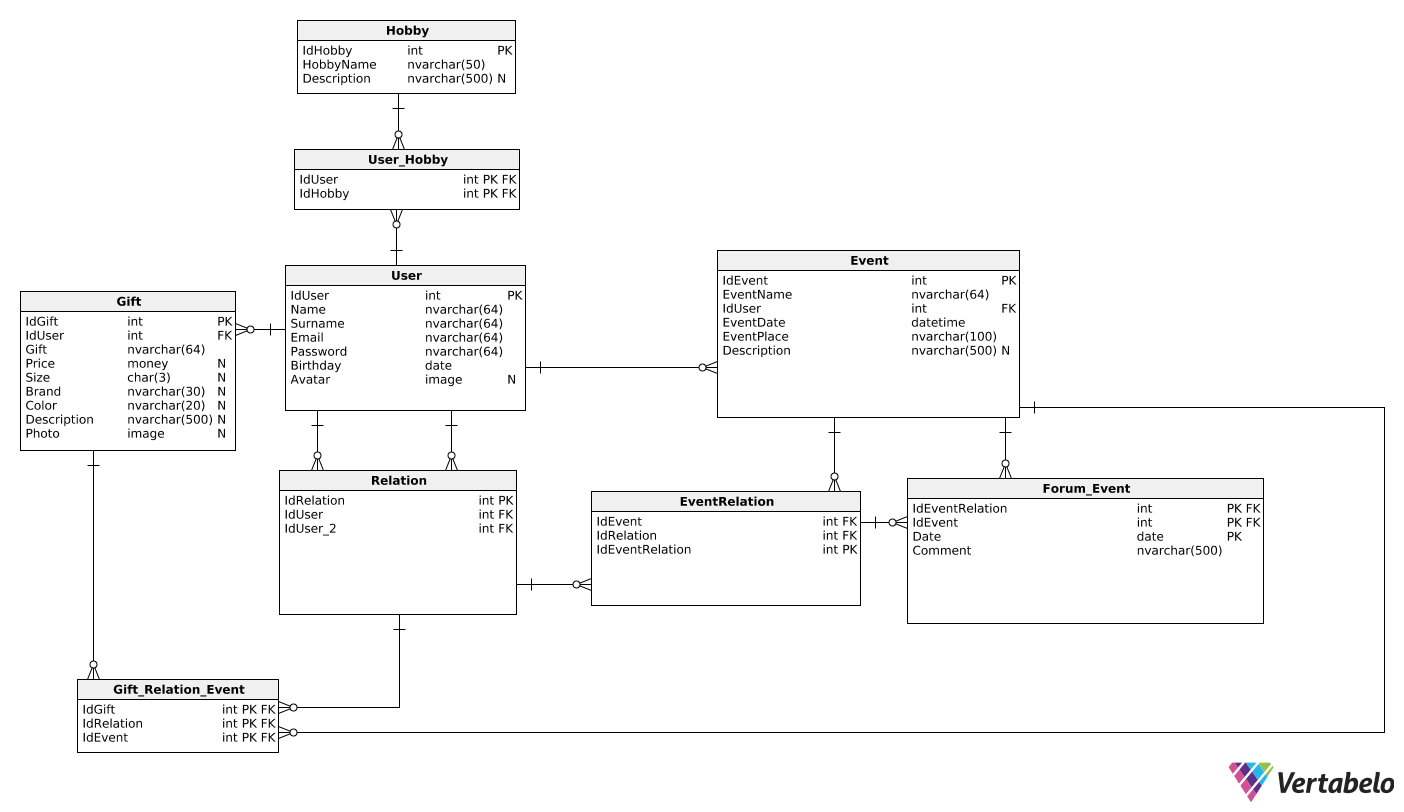 Hobby
IdHobby int PK
HobbyName nvarchar(50)
Description nvarchar(500) N
User_Hobby
IdUser int PK FK
IdHobby int PK FK
User
IdUser int PK
Name nvarchar(64)
Surname nvarchar(64)
Email nvarchar(64)
Password nvarchar(64)
Birthday date
Avatar image N
Event
IdEvent int PK
EventName nvarchar(64)
IdUser int FK
EventDate datetime
EventPlace nvarchar(100)
Description nvarchar(500) N
Gift
IdGift int PK
IdUser int FK
Gift nvarchar(64)
Price money N
Size char(3) N
Brand nvarchar(30) N
Color nvarchar(20) N
Description nvarchar(500) N
Photo image N
Relation
IdRelation int PK
IdUser int FK
IdUser_2 int FK
EventRelation
IdEvent int FK
IdRelation int FK
IdEventRelation int PK
Forum_Event
IdEventRelation int PK FK
IdEvent int PK FK
Date date PK
Comment nvarchar(500)
Gift_Relation_Event
IdGift int PK FK
IdRelation int PK FK
IdEvent int PK FK
Vertabelo